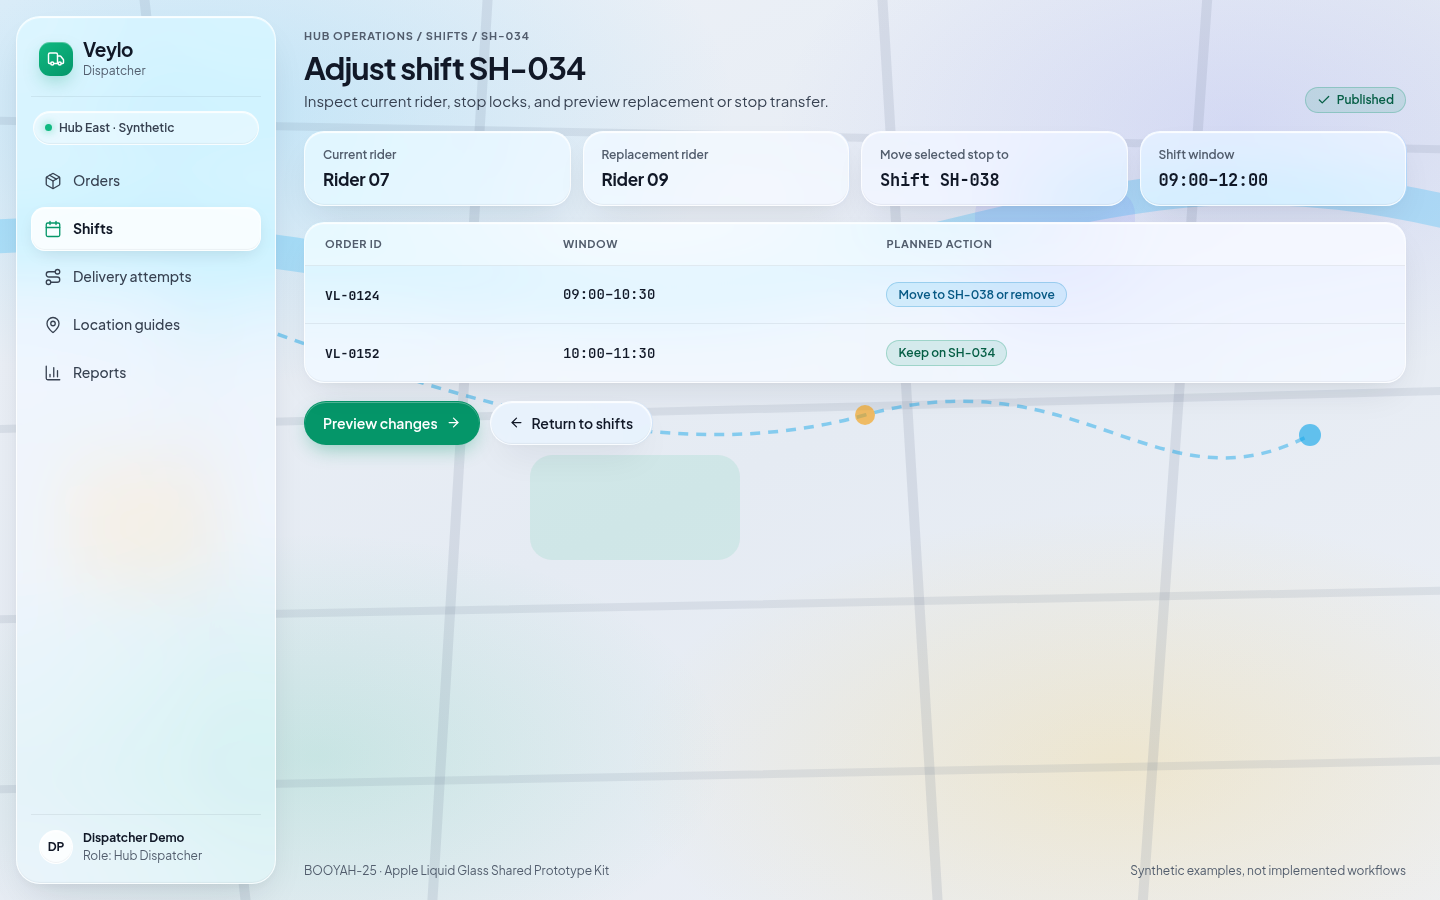 Veylo
Dispatcher
Hub East · Synthetic
Orders
Shifts
Delivery attempts
Location guides
Reports
DP
Dispatcher Demo
Role: Hub Dispatcher
HUB OPERATIONS / SHIFTS / SH-034
Adjust shift SH-034
Inspect current rider, stop locks, and preview replacement or stop transfer.
Published
Current rider
Rider 07
Replacement rider
Rider 09
Move selected stop to
Shift SH-038
Shift window
09:00–12:00
ORDER ID WINDOW PLANNED ACTION
VL-0124 09:00–10:30 Move to SH-038 or remove
VL-0152 10:00–11:30 Keep on SH-034
Preview changes
Return to shifts
BOOYAH-25 · Apple Liquid Glass Shared Prototype Kit
Synthetic examples, not implemented workflows